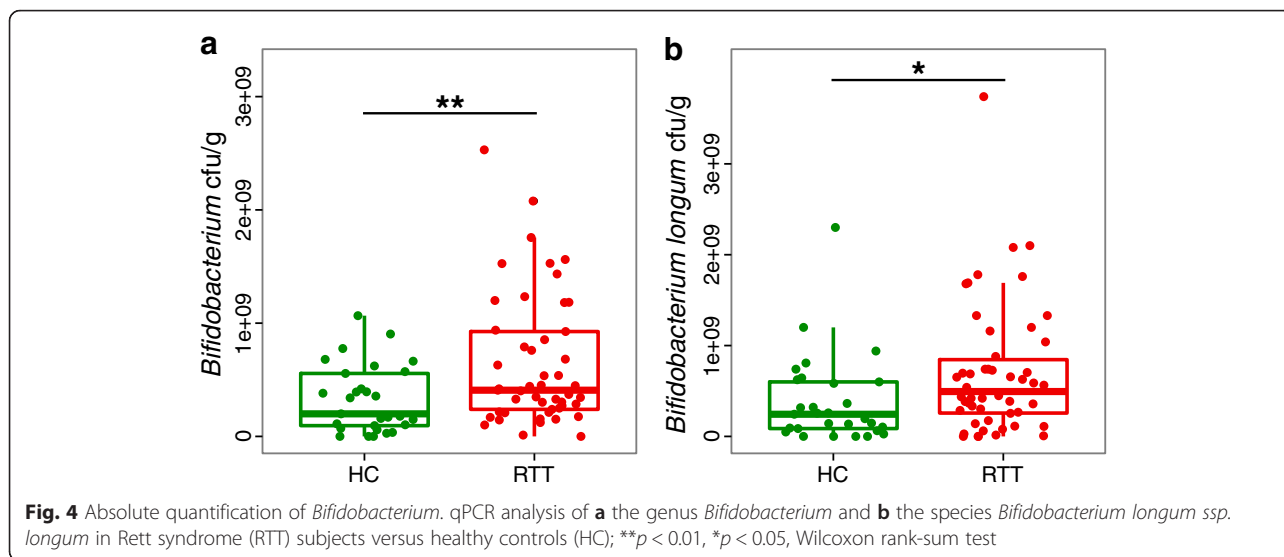 a
**
Bifidobacterium cfu/g
3e+09
2e+09
1e+09
0
HC
RTT
b
*
Bifidobacterium longum cfu/g
3e+09
2e+09
1e+09
0
HC
RTT
Fig. 4 Absolute quantification of Bifidobacterium. qPCR analysis of a the genus Bifidobacterium and b the species Bifidobacterium longum ssp.
longum in Rett syndrome (RTT) subjects versus healthy controls (HC); **p < 0.01, *p < 0.05, Wilcoxon rank-sum test